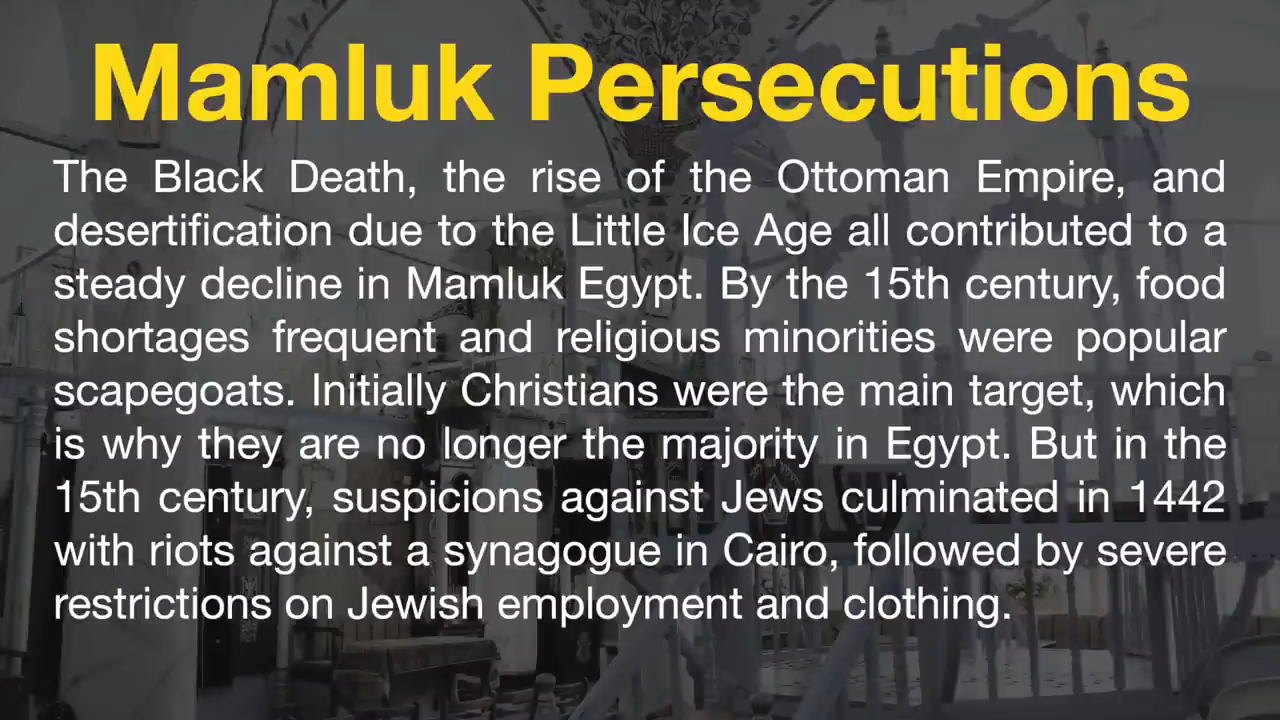 Mamluk Persecutions
The Black Death, the rise of the Ottoman Empire, and
desertification due to the Little Ice Age all contributed to a
steady decline in Mamluk Egypt. By the 15th century, food
shortages frequent and religious minorities were popular
scapegoats. Initially Christians were the main target, which
is why they are no longer the majority in Egypt. But in the
15th century, suspicions against Jews culminated in 1442
with riots against a synagogue in Cairo, followed by severe
restrictions on Jewish employment and clothing.